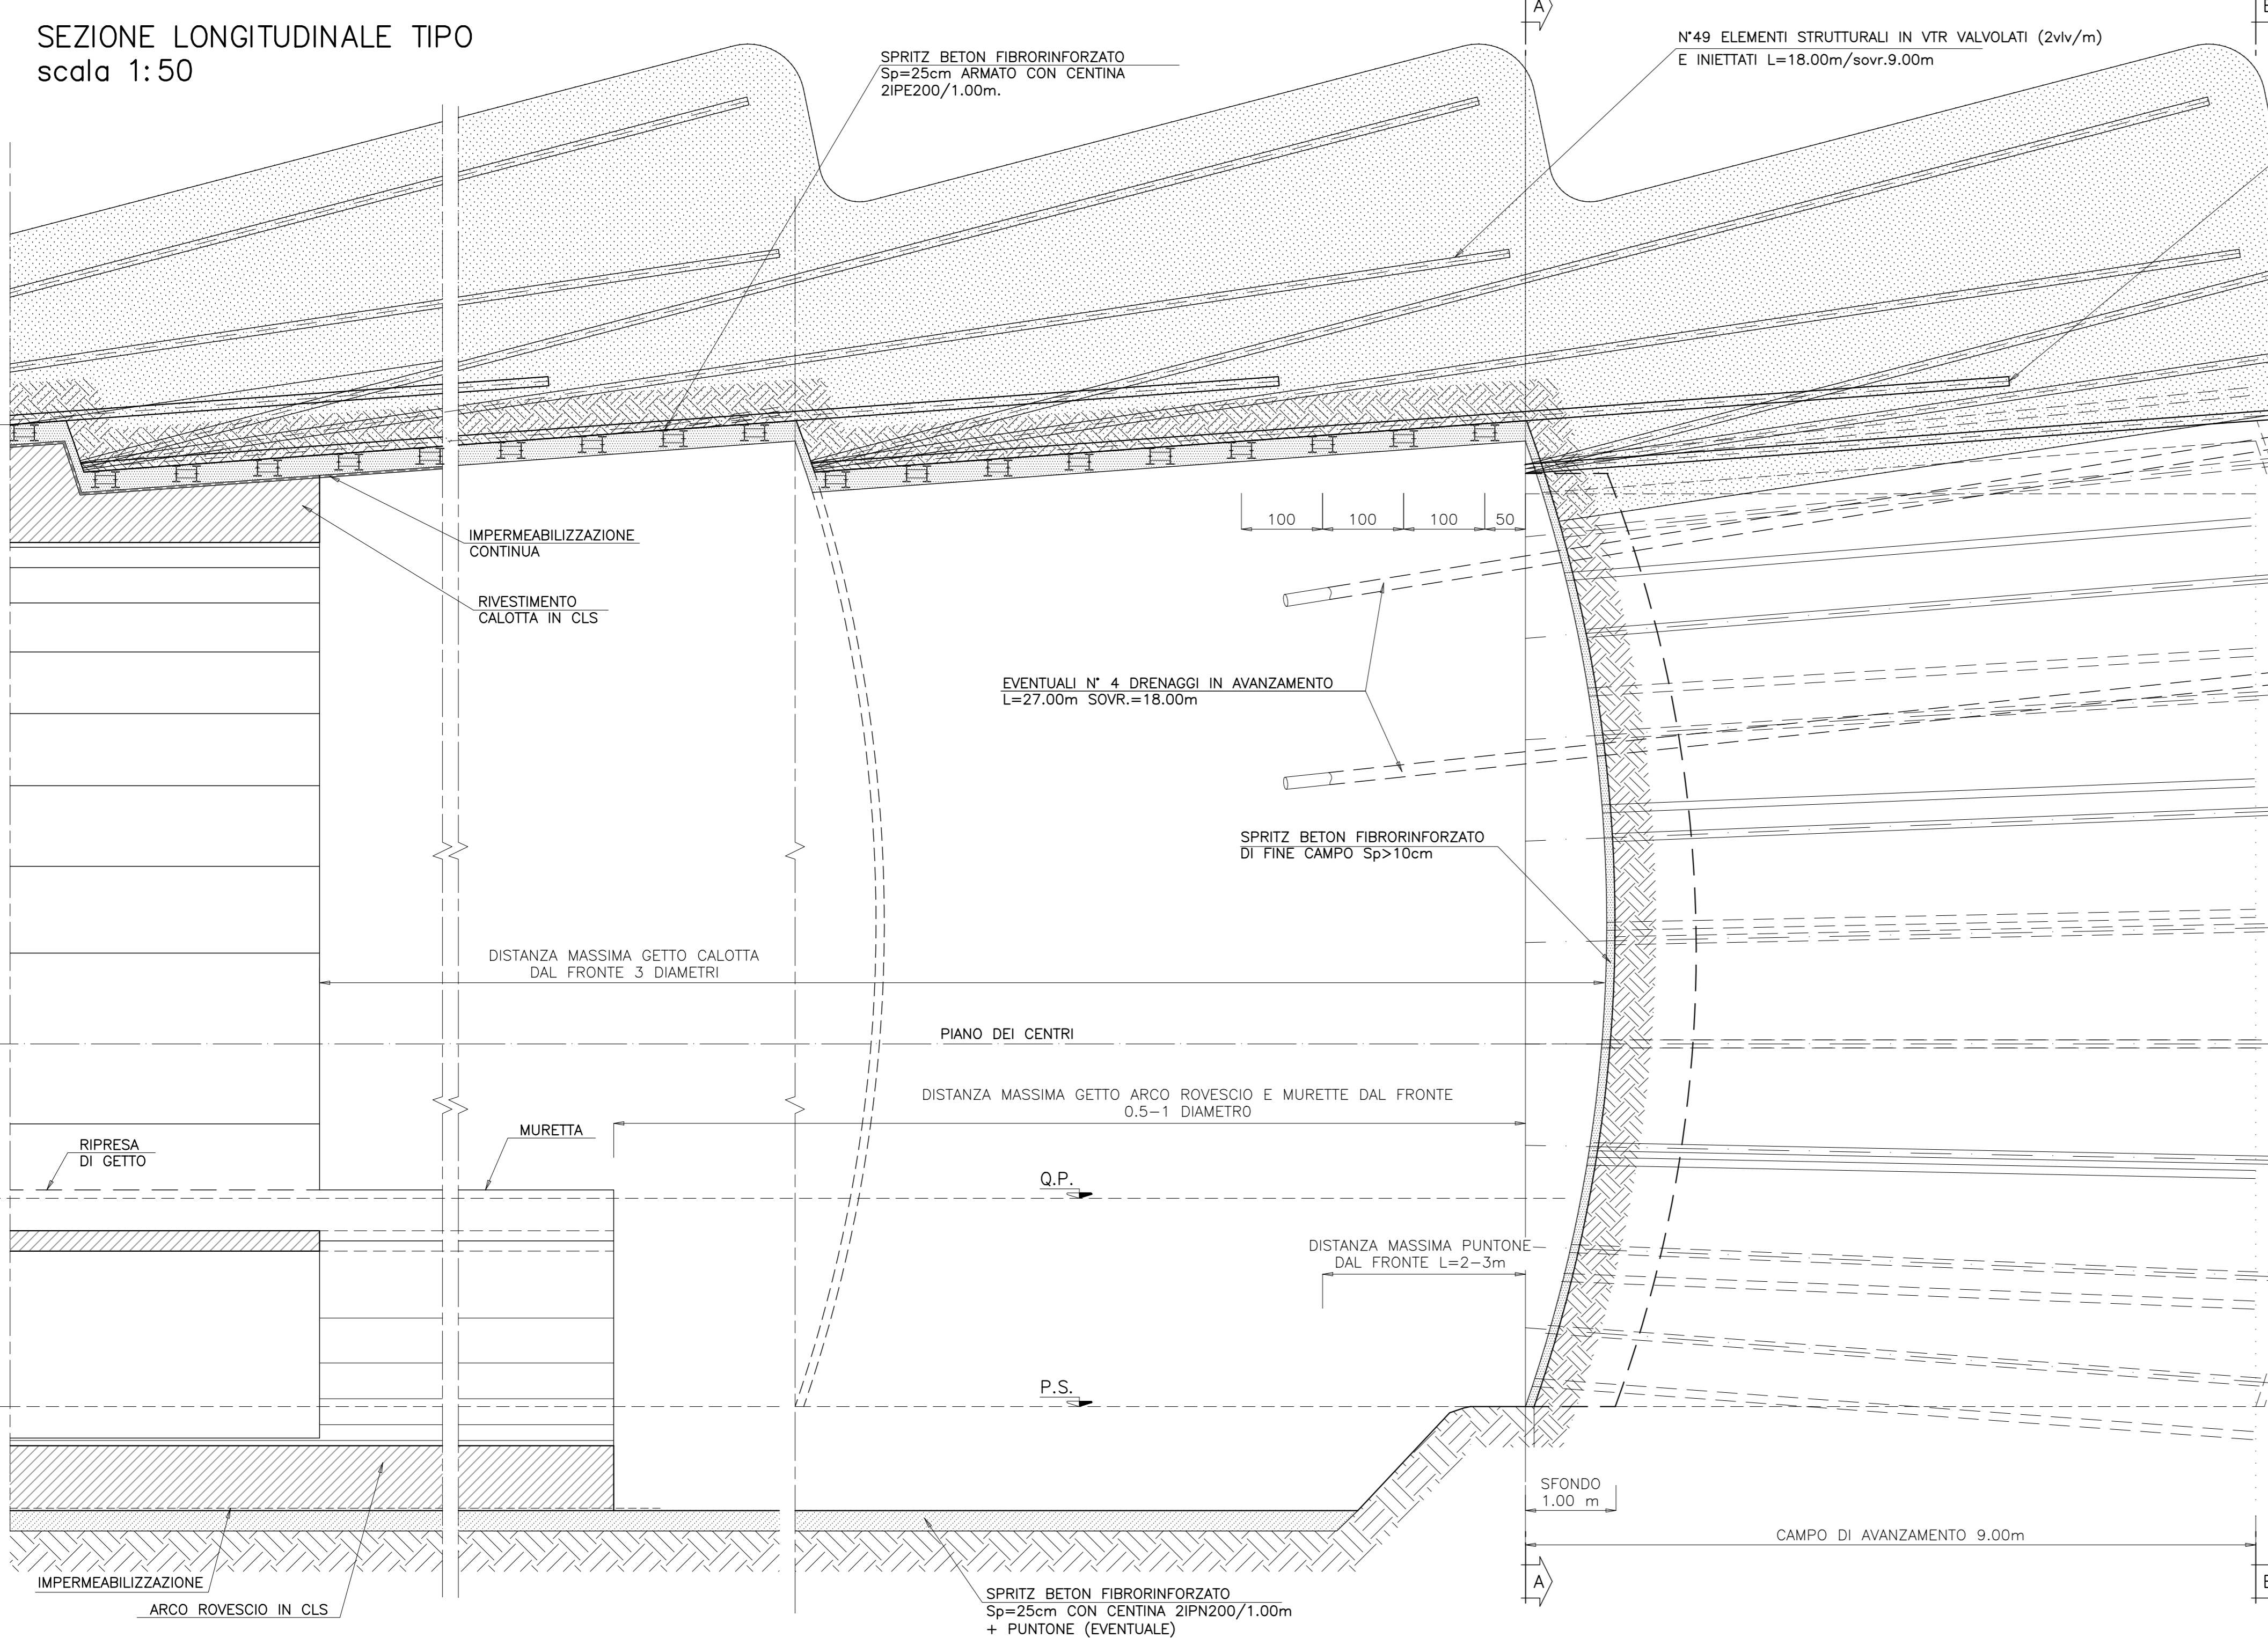 SEZIONE LONGITUDINALE TIPO
scala 1:50
A
SPRITZ BETON FIBRORINFORZATO
Sp=25cm ARMATO CON CENTINA
2IPE200/1.00m.
N°49 ELEMENTI STRUTTURALI IN VTR VALVOLATI (2vlv/m)
E INIETTATI L=18.00m/sovr.9.00m
100
100
100
50
IMPERMEABILIZZAZIONE
CONTINUA
RIVESTIMENTO
CALOTTA IN CLS
EVENTUALI N° 4 DRENAGGI IN AVANZAMENTO
L=27.00m SOVR.=18.00m
SPRITZ BETON FIBRORINFORZATO
DI FINE CAMPO Sp>10cm
DISTANZA MASSIMA GETTO CALOTTA
DAL FRONTE 3 DIAMETRI
PIANO DEI CENTRI
DISTANZA MASSIMA GETTO ARCO ROVESCIO E MURETTE DAL FRONTE
0.5-1 DIAMETRO
MURETTA
RIPRESA
DI GETTO
Q.P.
DISTANZA MASSIMA PUNTONE
DAL FRONTE L=2-3m
P.S.
SFONDO
1.00 m
CAMPO DI AVANZAMENTO 9.00m
IMPERMEABILIZZAZIONE
ARCO ROVESCIO IN CLS
SPRITZ BETON FIBRORINFORZATO
Sp=25cm CON CENTINA 2IPN200/1.00m
+ PUNTONE (EVENTUALE)
A